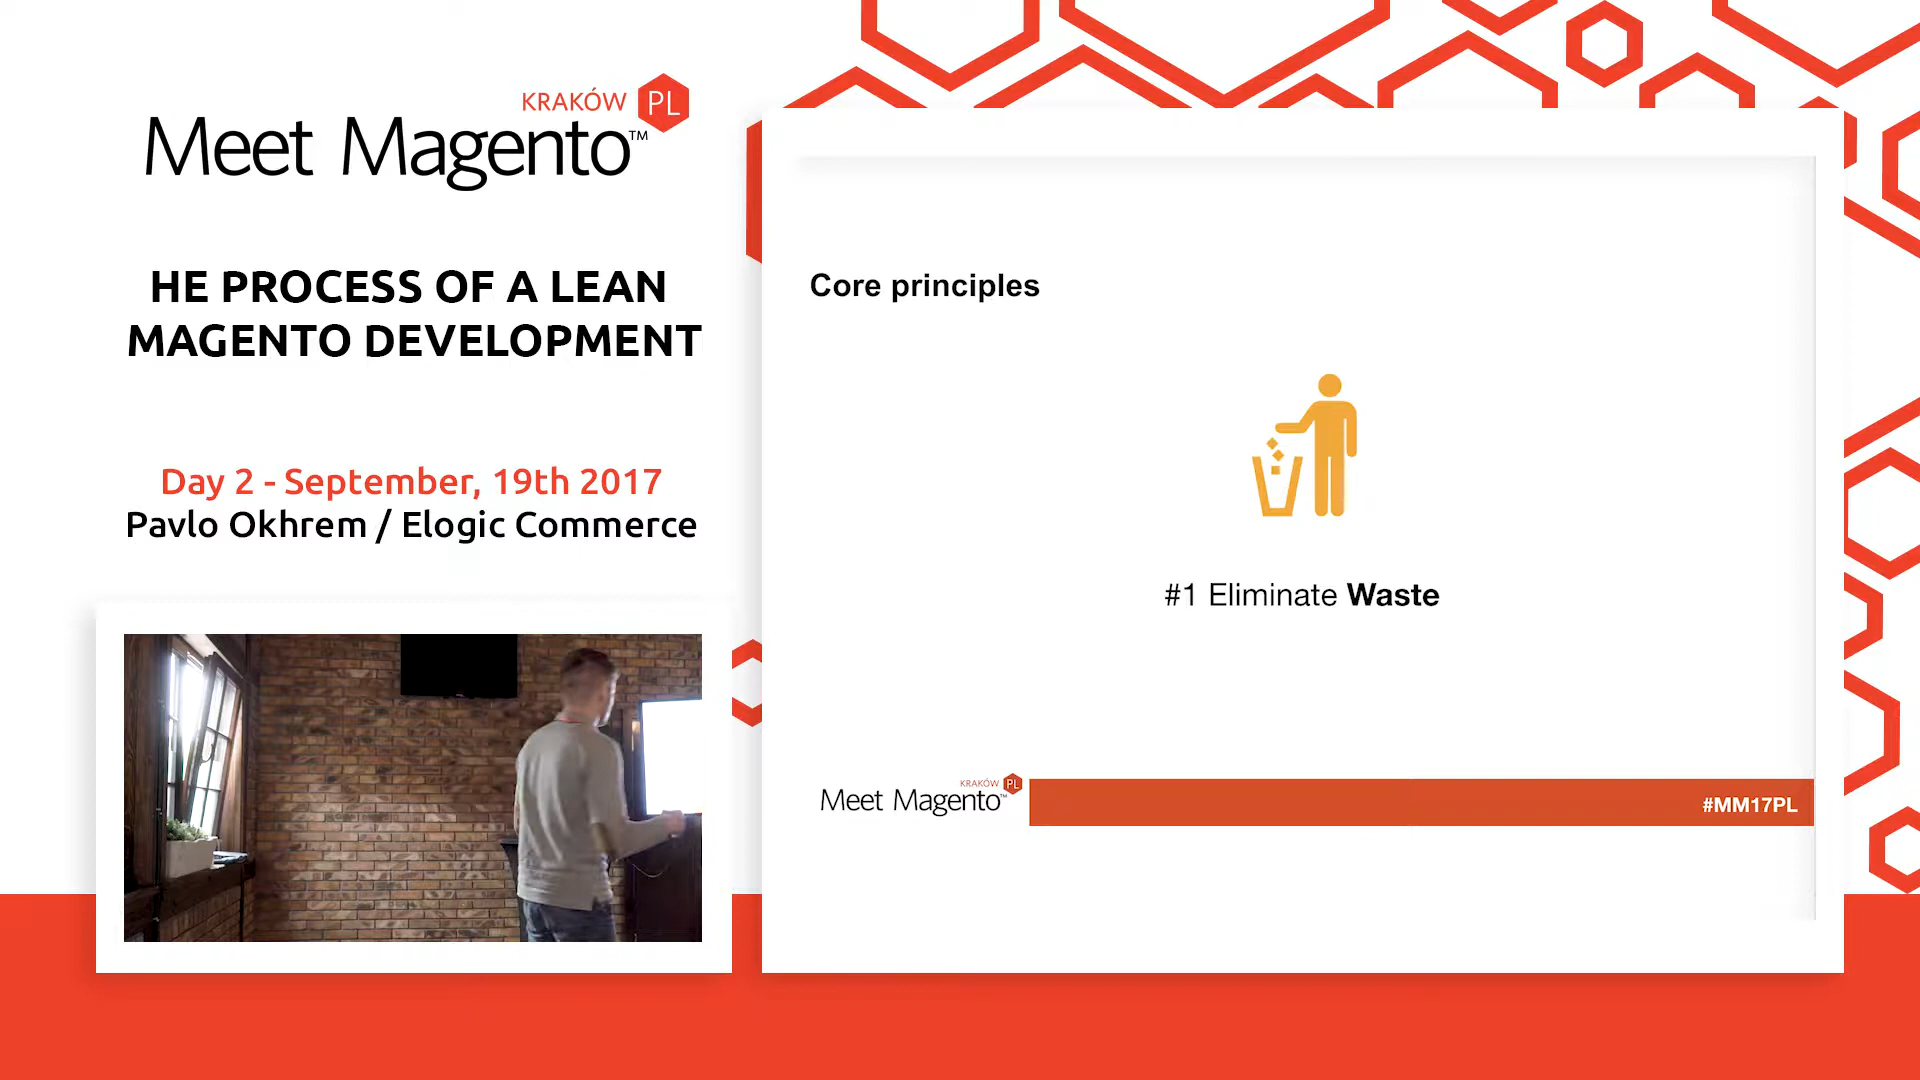 KRAKÓW PL
Meet Magento™
HE PROCESS OF A LEAN
MAGENTO DEVELOPMENT
Day 2 - September, 19th 2017
Pavlo Okhrem / Elogic Commerce
Core principles
#1 Eliminate Waste
KRAKÓW PL
Meet Magento™
#MM17PL